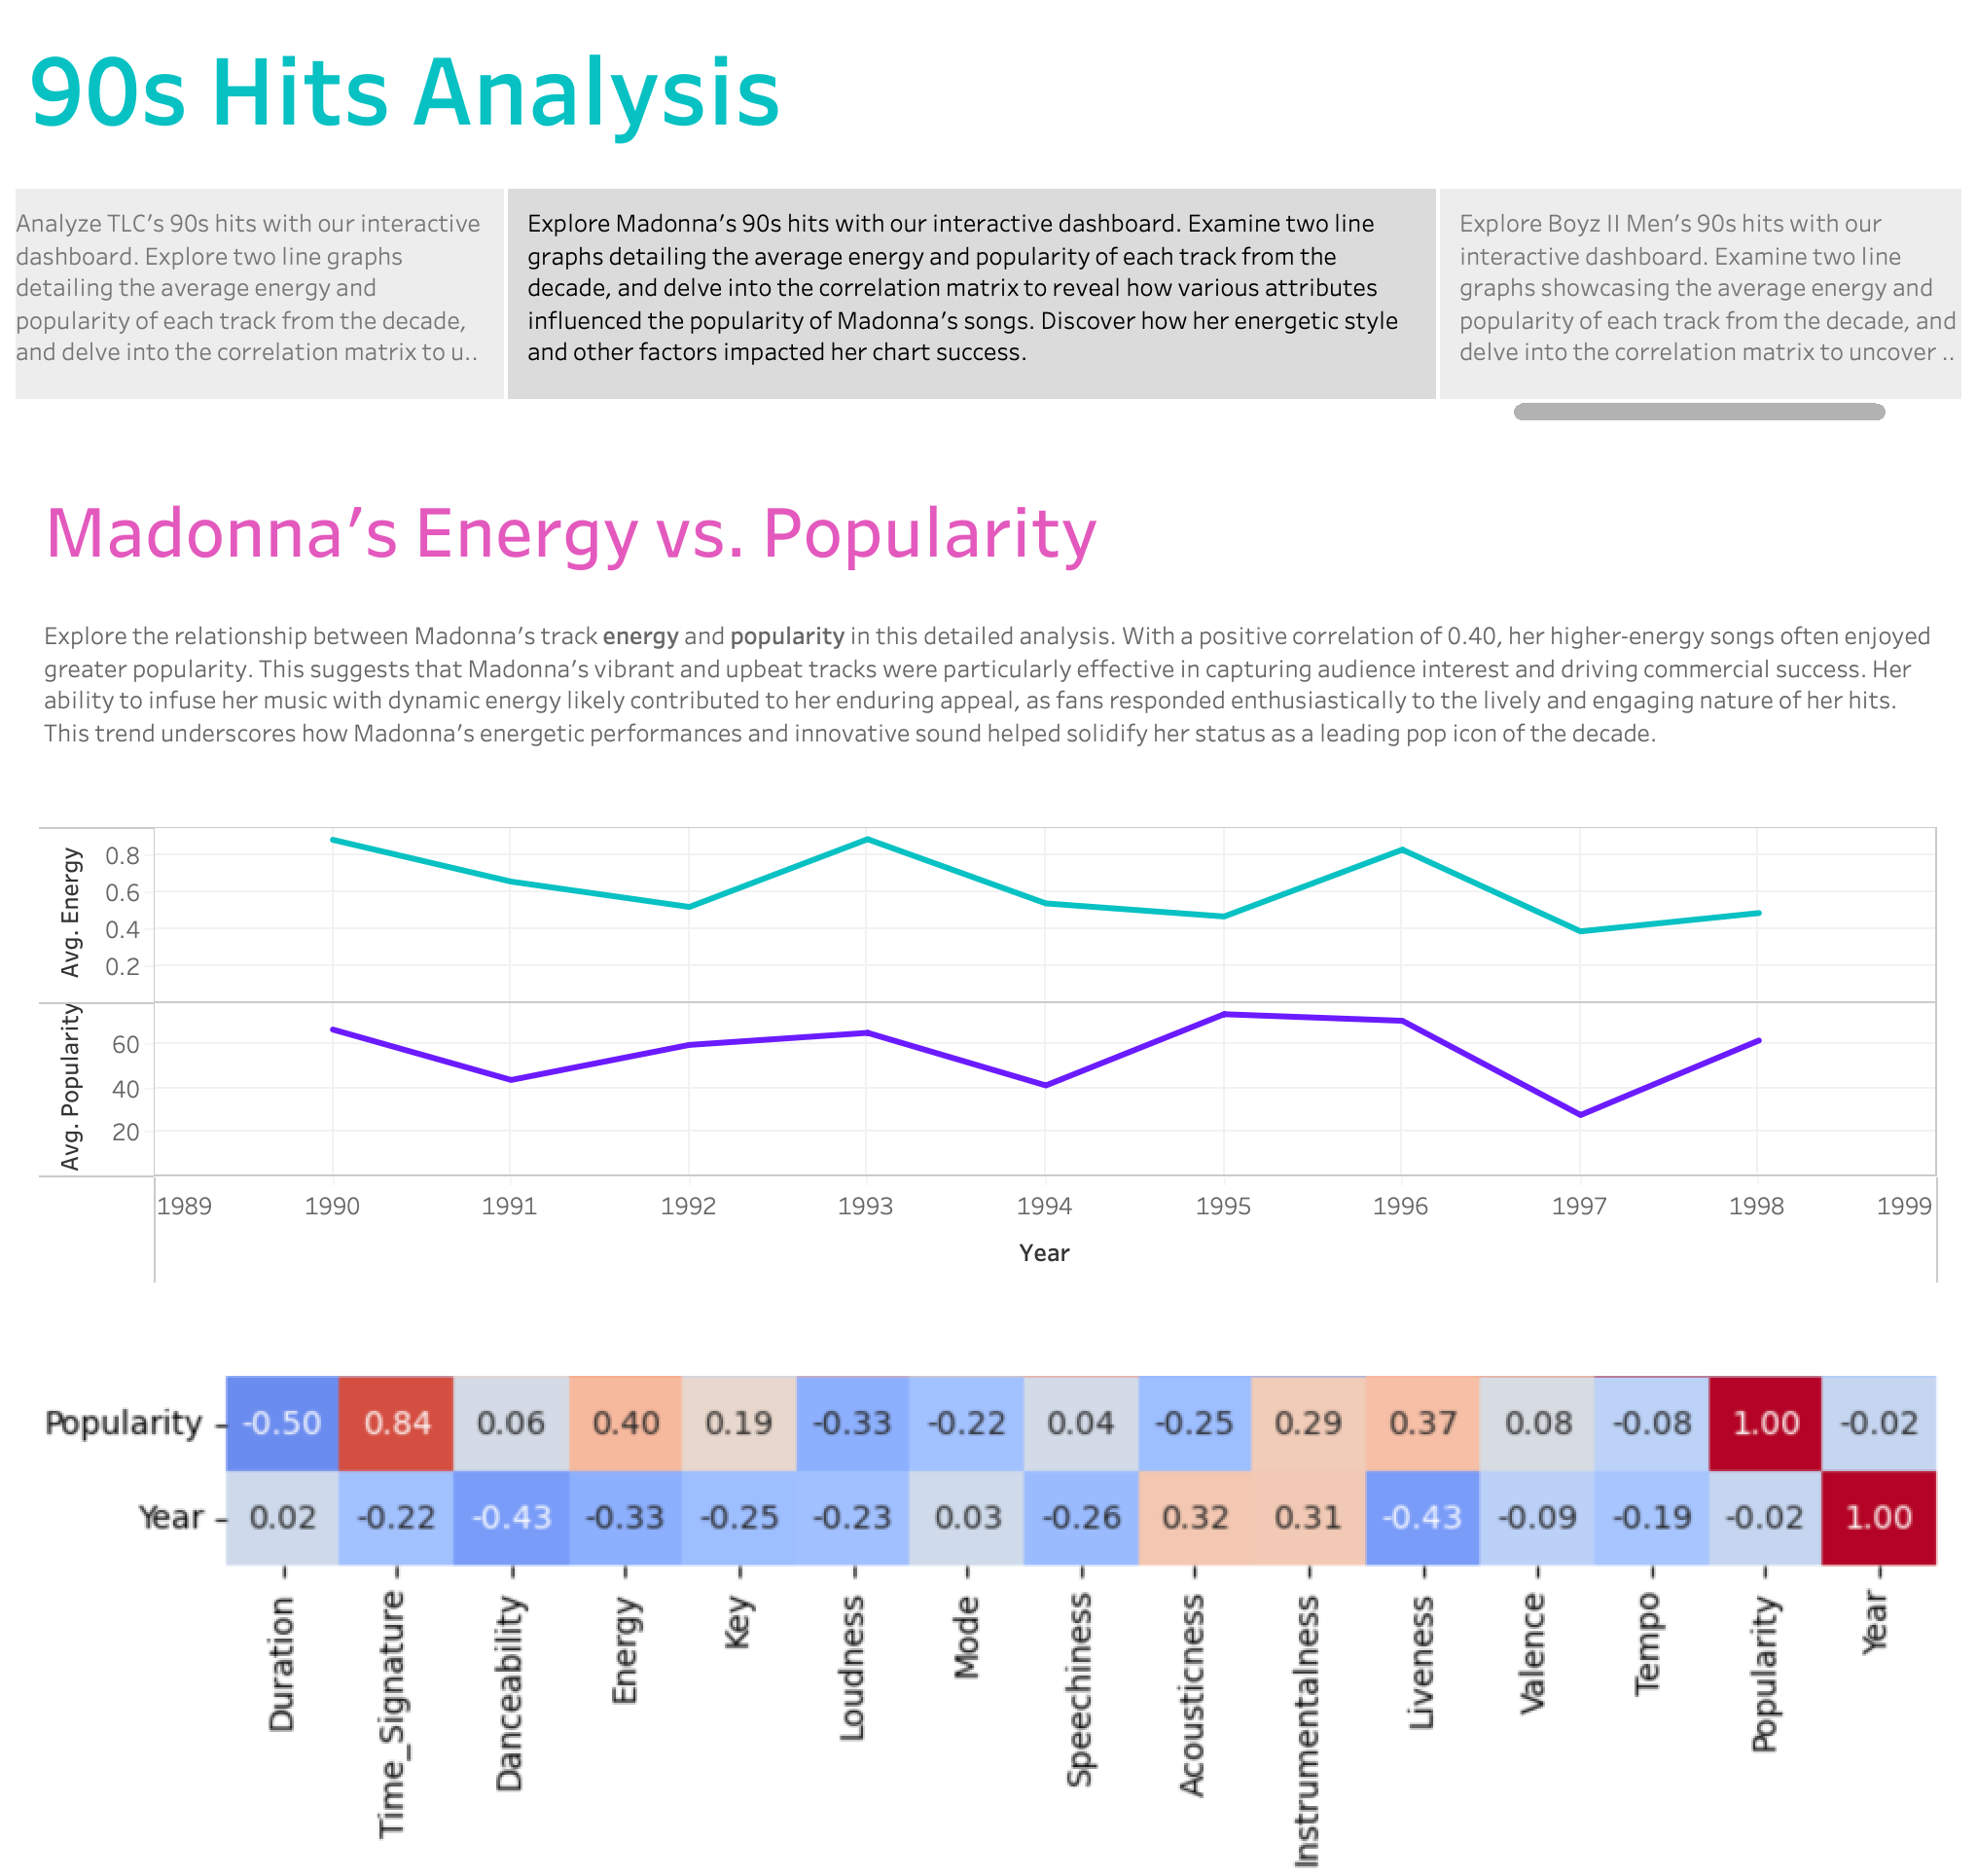 90s Hits Analysis
Analyze TLC's 90s hits with our interactive
dashboard. Explore two line graphs
detailing the average energy and
popularity of each track from the decade,
and delve into the correlation matrix to u..
Explore Madonna's 90s hits with our interactive dashboard. Examine two line
graphs detailing the average energy and popularity of each track from the
decade, and delve into the correlation matrix to reveal how various attributes
influenced the popularity of Madonna's songs. Discover how her energetic style
and other factors impacted her chart success.
Explore Boyz II Men's 90s hits with our
interactive dashboard. Examine two line
graphs showcasing the average energy and
popularity of each track from the decade, and
delve into the correlation matrix to uncover ..
Madonna's Energy vs. Popularity
Explore the relationship between Madonna's track energy and popularity in this detailed analysis. With a positive correlation of 0.40, her higher-energy songs often enjoyed
greater popularity. This suggests that Madonna's vibrant and upbeat tracks were particularly effective in capturing audience interest and driving commercial success. Her
ability to infuse her music with dynamic energy likely contributed to her enduring appeal, as fans responded enthusiastically to the lively and engaging nature of her hits.
This trend underscores how Madonna's energetic performances and innovative sound helped solidify her status as a leading pop icon of the decade.
Avg. Energy
0.8
0.6
0.4
0.2
Avg. Popularity
60
40
20
1989 1990 1991 1992 1993 1994 1995 1996 1997 1998 1999
Year
Popularity -0.50 0.84 0.06 0.40 0.19 -0.33 -0.22 0.04 -0.25 0.29 0.37 0.08 -0.08 1.00 -0.02
Year 0.02 -0.22 -0.43 -0.33 -0.25 -0.23 0.03 -0.26 0.32 0.31 -0.43 -0.09 -0.19 -0.02 1.00
Duration
Time_Signature
Danceability
Energy
Key
Loudness
Mode
Speechiness
Acousticness
Instrumentalness
Liveness
Valence
Tempo
Popularity
Year